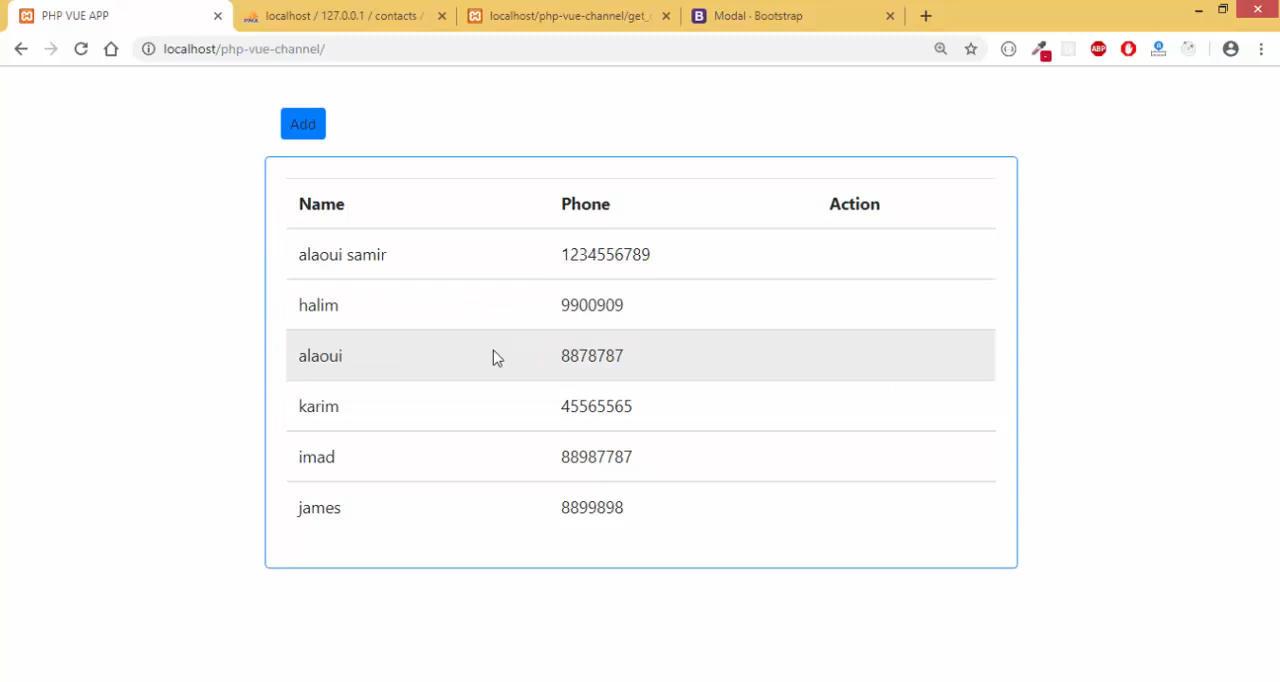 PHP VUE APP
localhost / 127.0.0.1 / contacts /
localhost/php-vue-channel/get_
Modal · Bootstrap
localhost/php-vue-channel/
ABP
Add
Name Phone Action
alaoui samir 1234556789
halim 9900909
alaoui 8878787
karim 45565565
imad 88987787
james 8899898